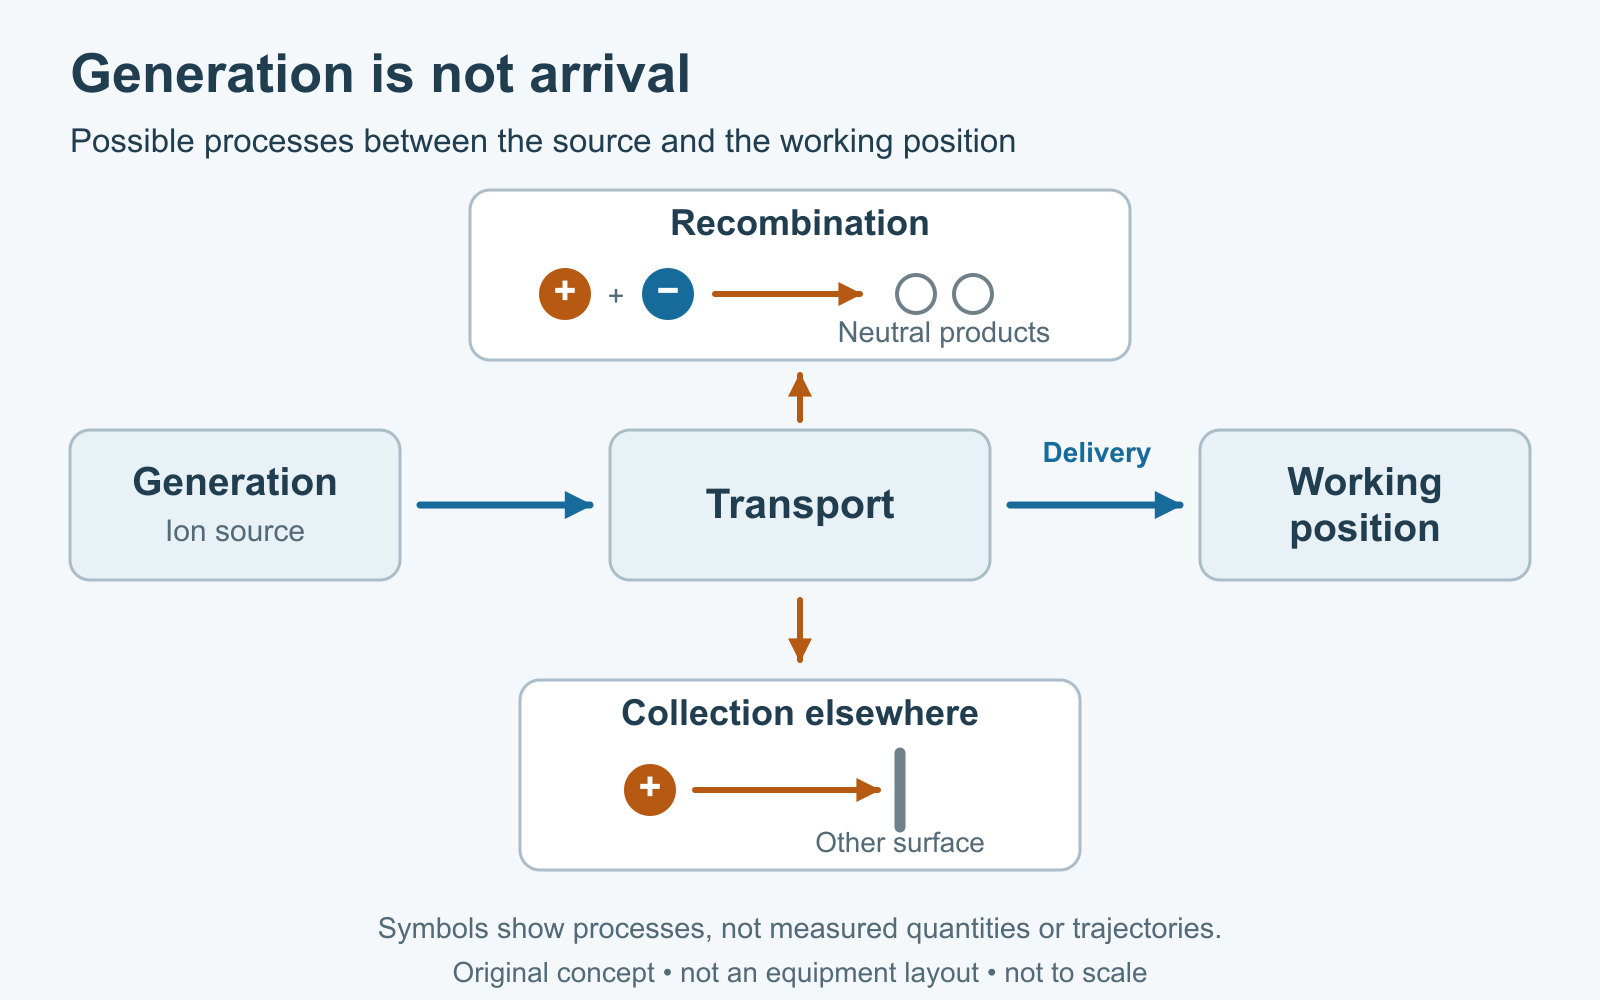 Generation is not arrival
Possible processes between the source and the working position
Recombination
+ + −
Neutral products
Generation
Ion source
Transport
Delivery
Working
position
Collection elsewhere
+
Other surface
Symbols show processes, not measured quantities or trajectories.
Original concept • not an equipment layout • not to scale